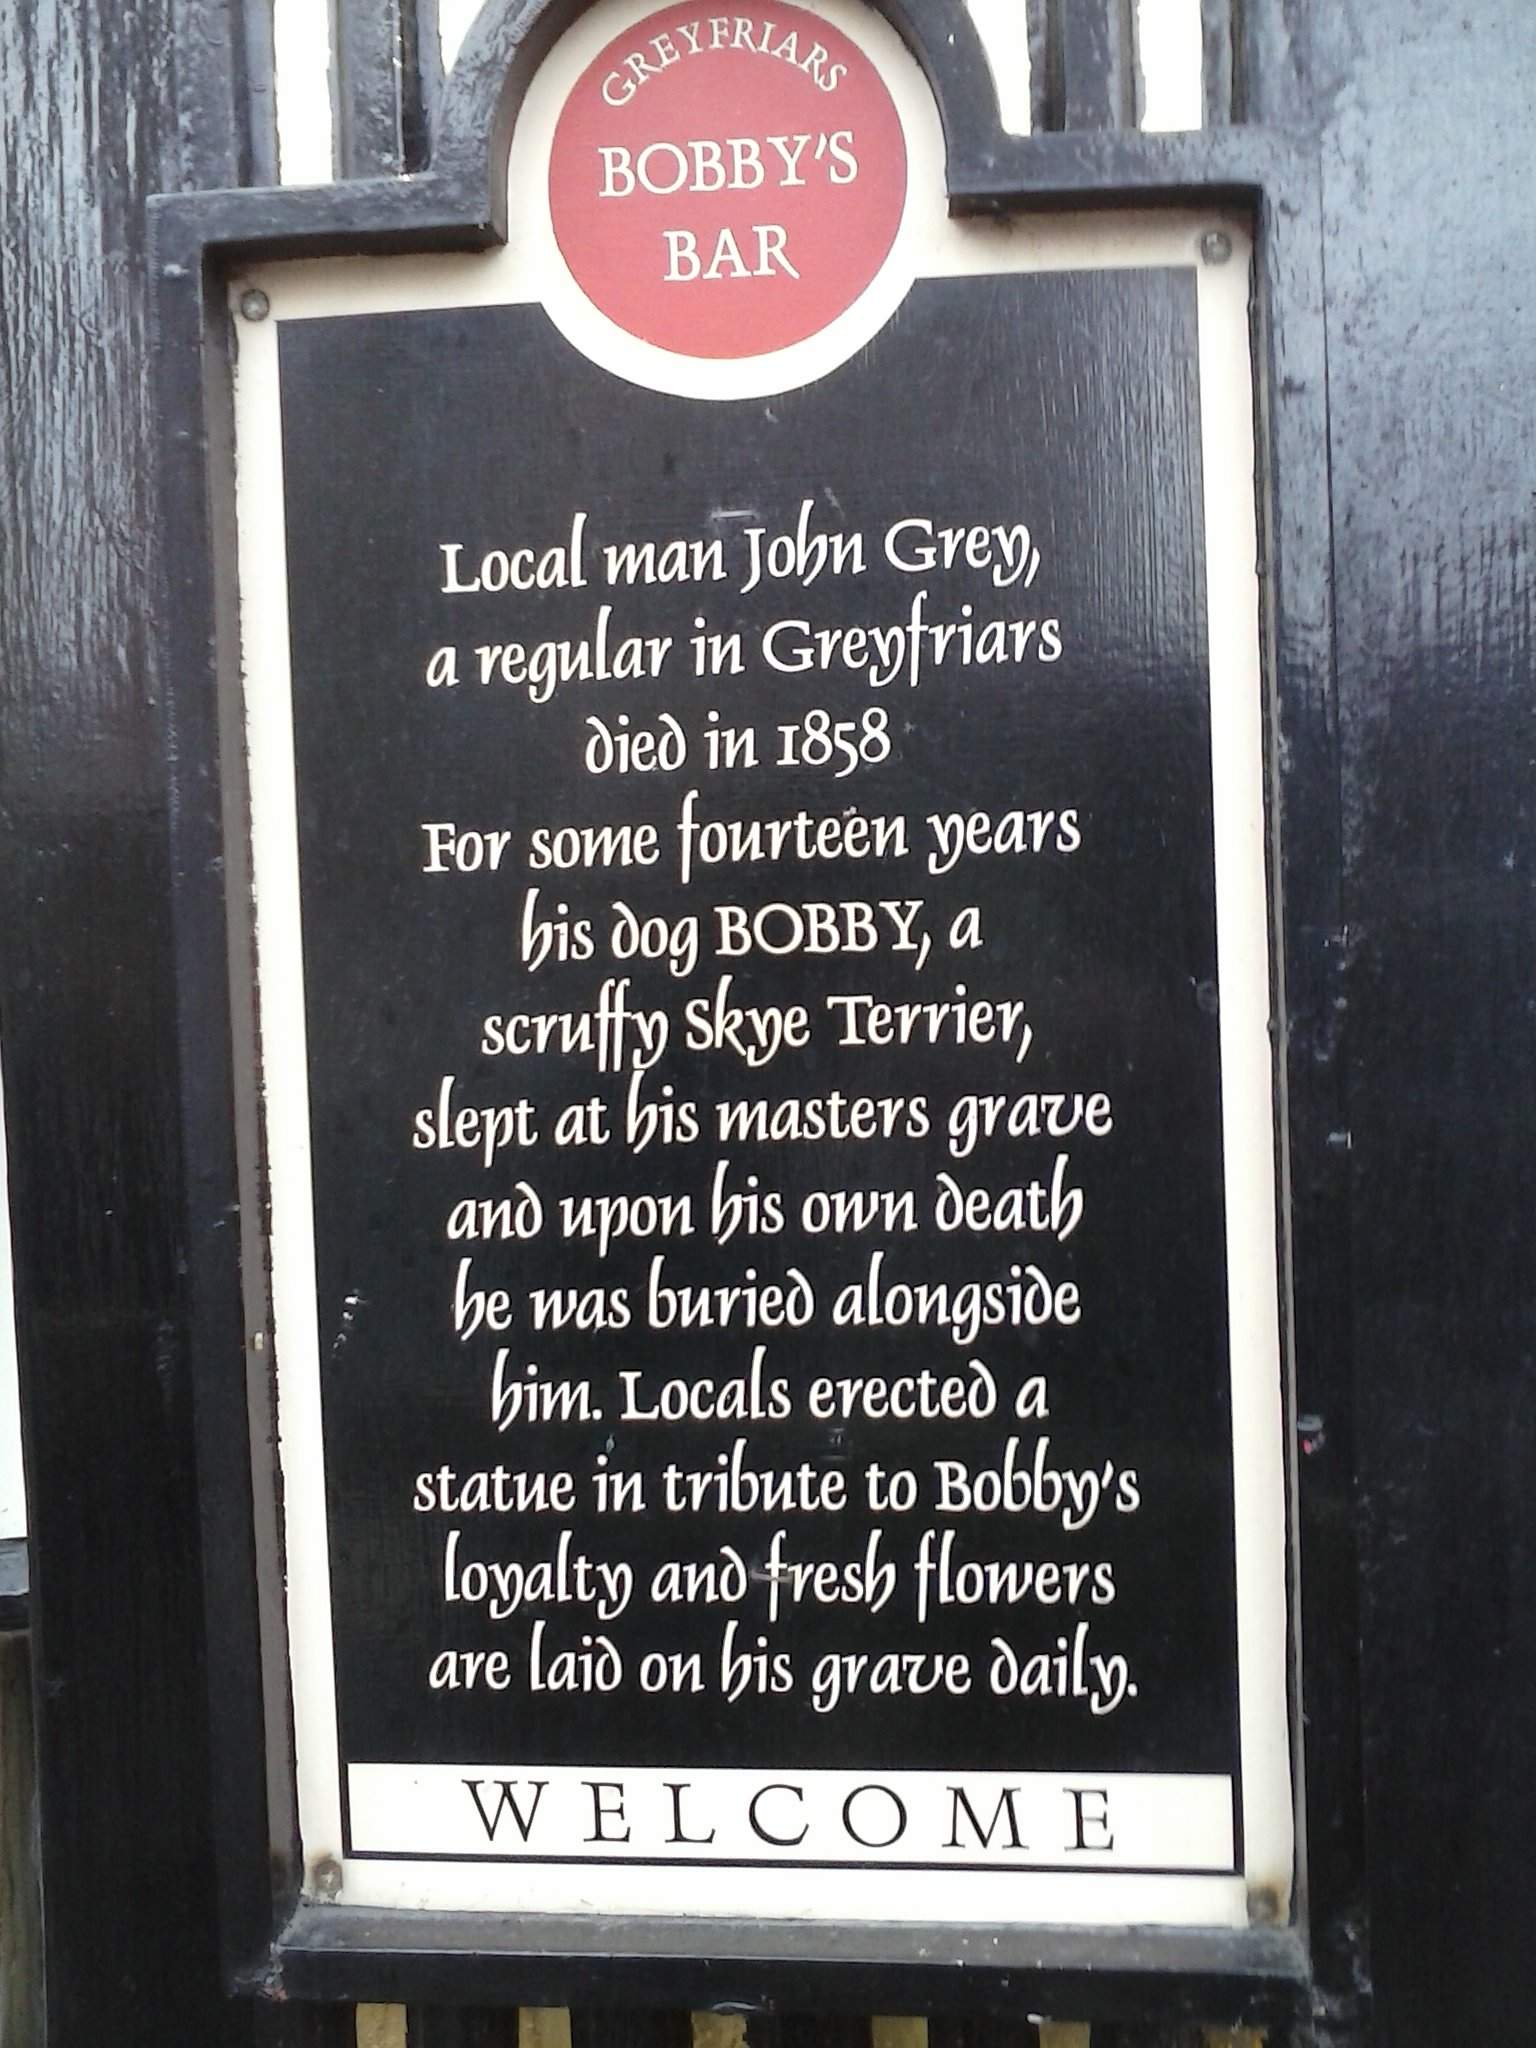 GREYFRIARS
BOBBY'S
BAR
Local man John Grey,
a regular in Greyfriars
died in 1858
For some fourteen years
his dog BOBBY, a
scruffy Skye Terrier,
slept at his masters grave
and upon his own death
he was buried alongside
him. Locals erected a
statue in tribute to Bobby's
loyalty and fresh flowers
are laid on his grave daily.
WELCOME